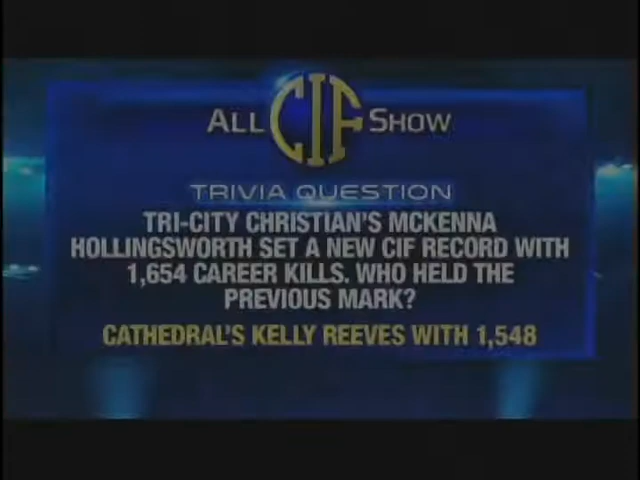 ALL CIF SHOW
TRIVIA QUESTION
TRI-CITY CHRISTIAN'S MCKENNA
HOLLINGSWORTH SET A NEW CIF RECORD WITH
1,654 CAREER KILLS. WHO HELD THE
PREVIOUS MARK?
CATHEDRAL'S KELLY REEVES WITH 1,548